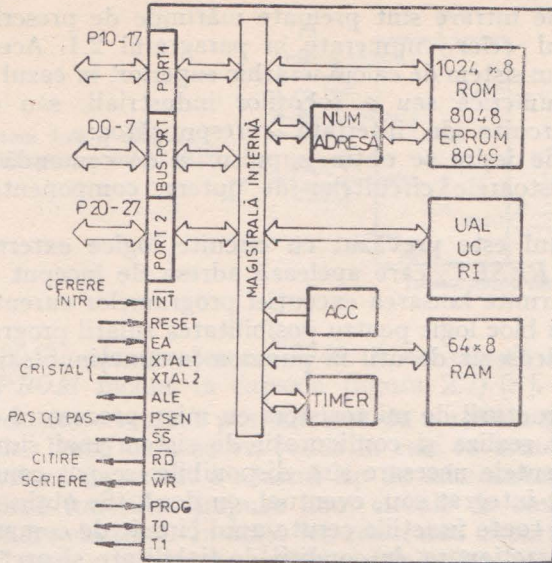 P10-17
PORT1
D0-7
BUSPORT
P20-27
PORT 2
MAGISTRALĂ INTERNĂ
1024 × 8
ROM
8048
EPROM
8049
NUM
ADRESĂ
UAL
UC
RI
ACC
64×8
RAM
TIMER
CERERE
INTR
INT
RESET
EA
CRISTAL
XTAL1
XTAL2
ALE
PAS CU PAS
PSEN
SS
CITIRE
RD
SCRIERE
WR
PROG
T0
T1